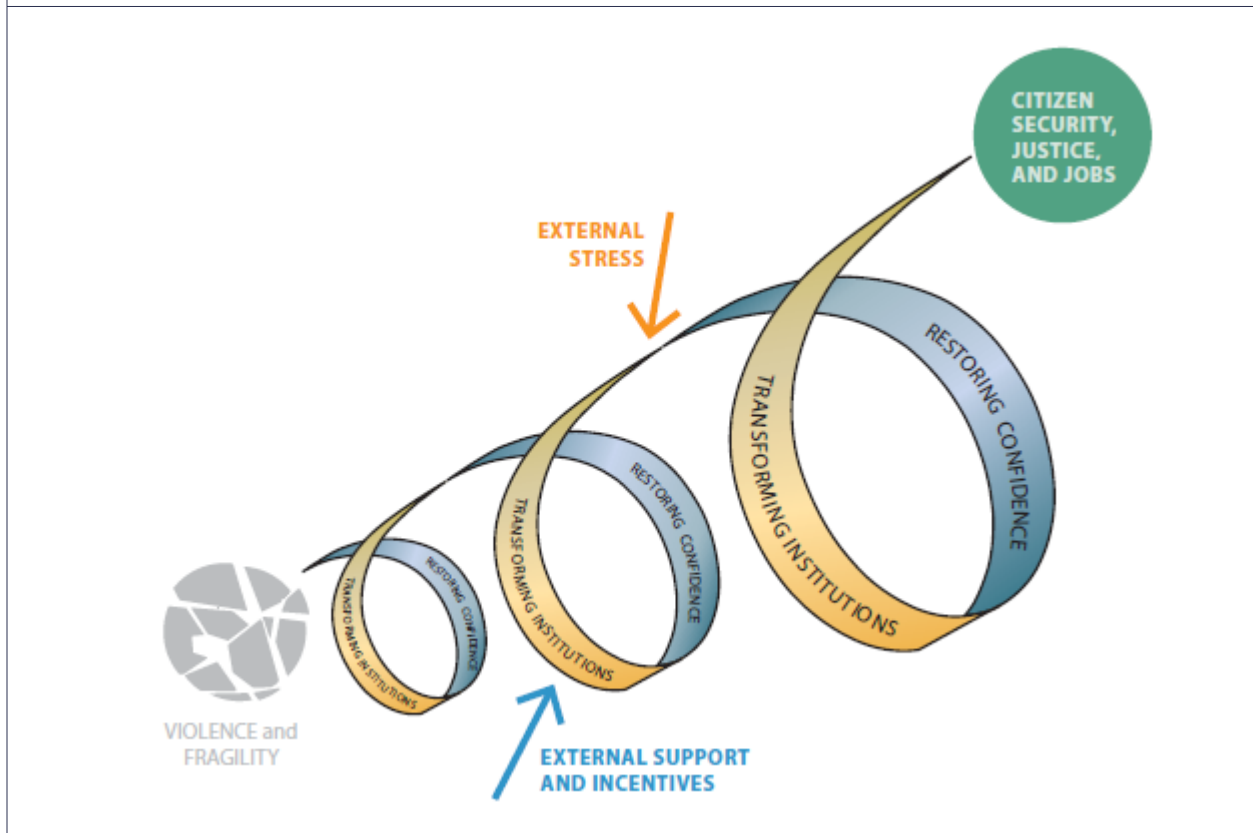 CITIZEN
SECURITY,
JUSTICE,
AND JOBS
EXTERNAL
STRESS
RESTORING CONFIDENCE
TRANSFORMING INSTITUTIONS
RESTORING CONFIDENCE
TRANSFORMING INSTITUTIONS
RESTORING CONFIDENCE
TRANSFORMING INSTITUTIONS
VIOLENCE and
FRAGILITY
EXTERNAL SUPPORT
AND INCENTIVES